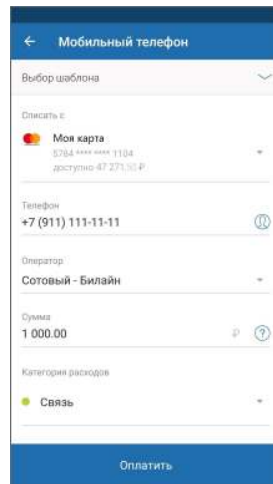 Мобильный телефон
Выбор шаблона
Списать с
Моя карта
5764 **** **** 1104
доступно 47 271,50 ₽
Телефон
+7 (911) 111-11-11
Оператор
Сотовый - Билайн
Сумма
1 000.00 ₽ ?
Категория расходов
Связь
Оплатить